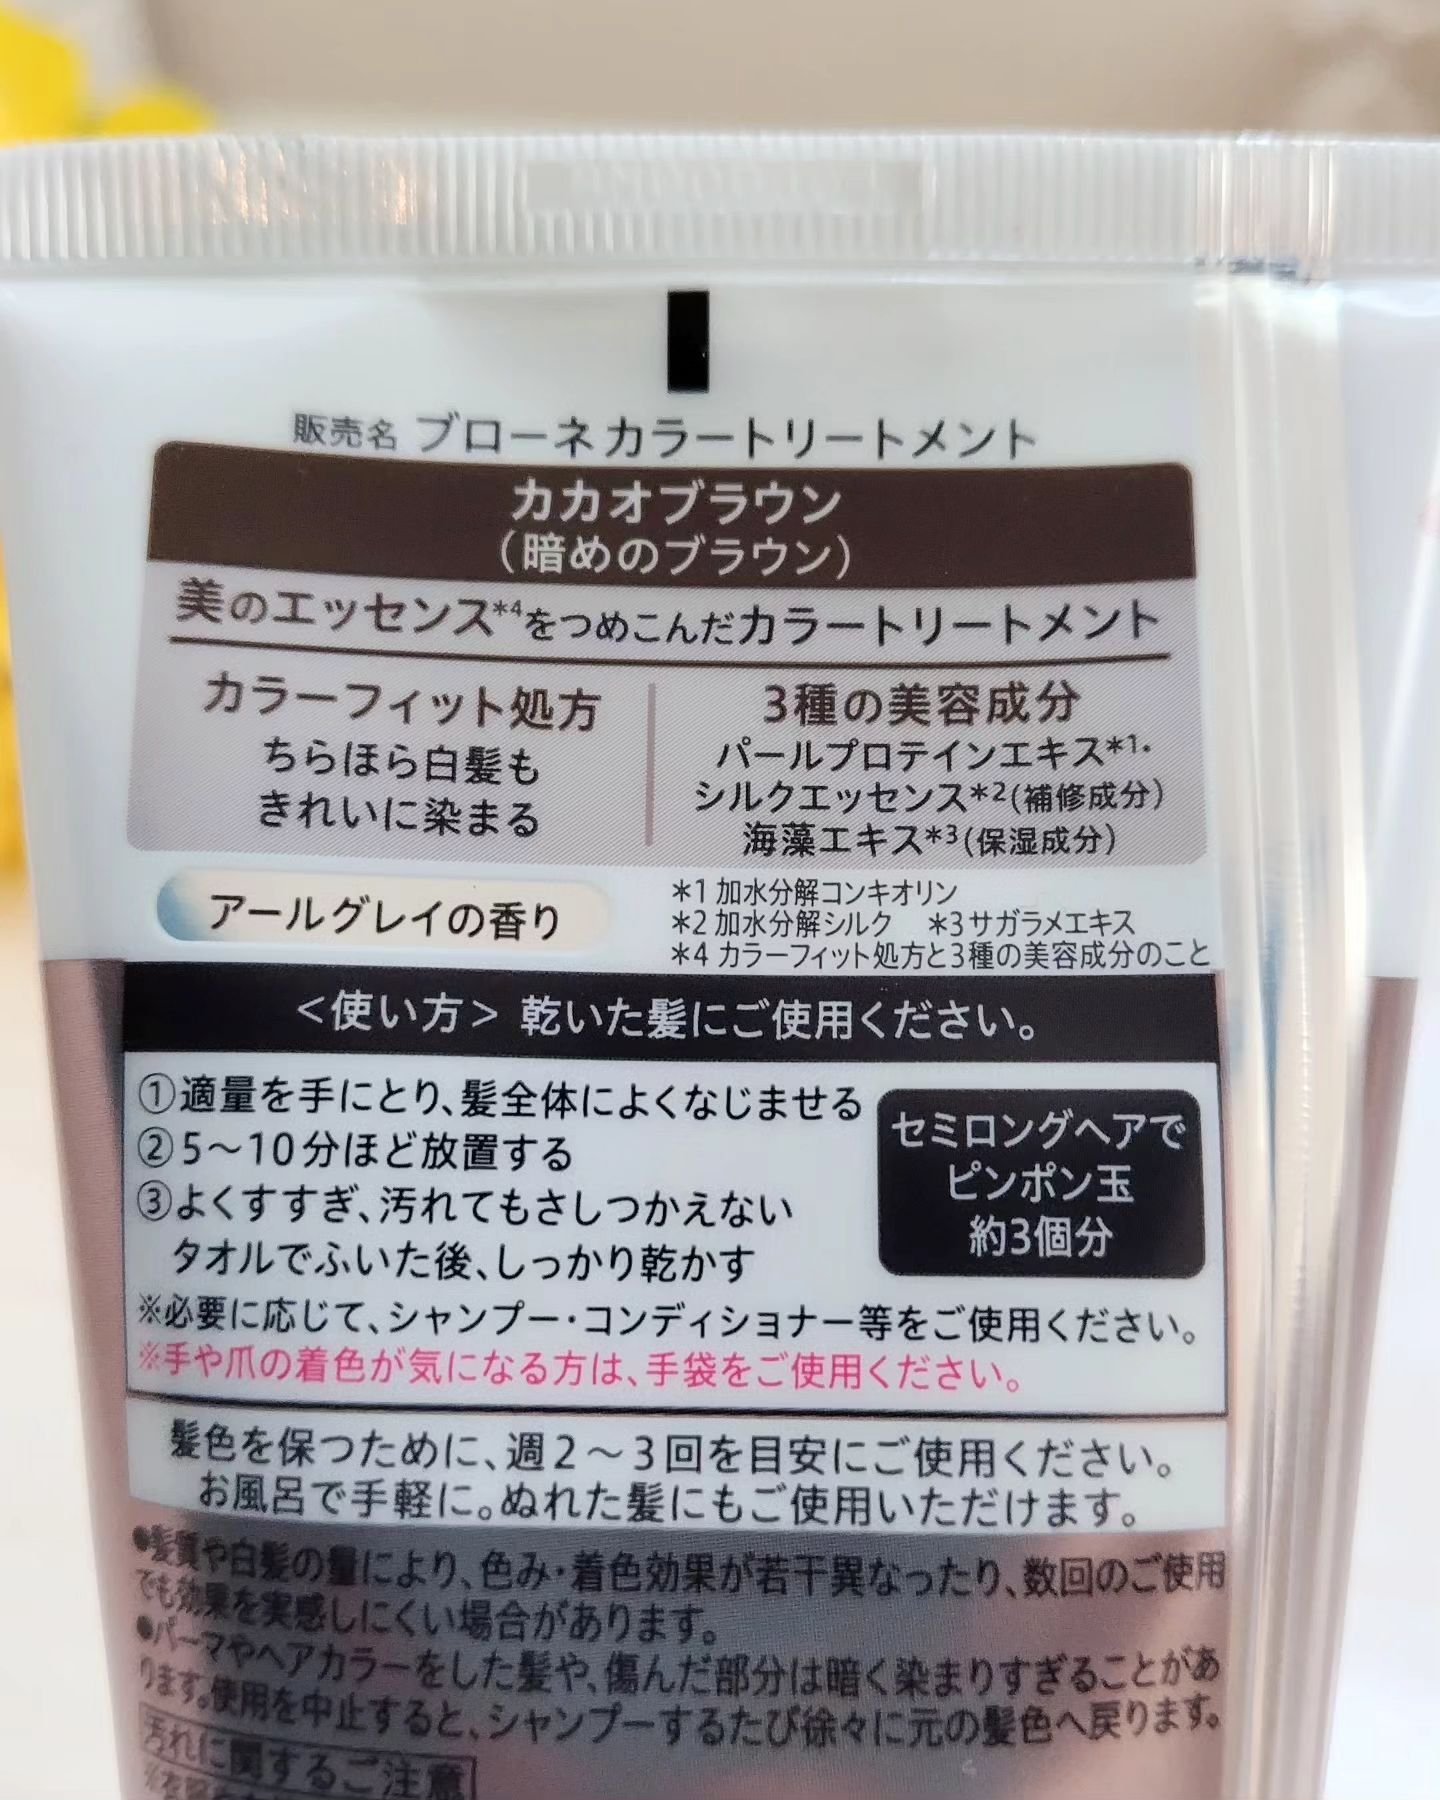 販売名 ブローネカラートリートメント
カカオブラウン
(暗めのブラウン)
美のエッセンス*4をつめこんだカラートリートメント
カラーフィット処方
ちらほら白髪も
きれいに染まる
3種の美容成分
パールプロテインエキス*1・
シルクエッセンス*2(補修成分)
海藻エキス*3(保湿成分)
アールグレイの香り
*1 加水分解コンキオリン
*2 加水分解シルク *3サガラメエキス
*4 カラーフィット処方と3種の美容成分のこと
<使い方> 乾いた髪にご使用ください。
①適量を手にとり、髪全体によくなじませる
②5〜10分ほど放置する
③よくすすぎ、汚れてもさしつかえない
タオルでふいた後、しっかり乾かす
セミロングヘアで
ピンポン玉
約3個分
※必要に応じて、シャンプー・コンディショナー等をご使用ください。
※手や爪の着色が気になる方は、手袋をご使用ください。
髪色を保つために、週2〜3回を目安にご使用ください。
お風呂で手軽に。ぬれた髪にもご使用いただけます。
●髪質や白髪の量により、色み・着色効果が若干異なったり、数回のご使用
でも効果を実感しにくい場合があります。
●パーマやヘアカラーをした髪や、傷んだ部分は暗く染まりすぎることがあ
ります。使用を中止すると、シャンプーするたび徐々に元の髪色へ戻ります。
汚れに関するご注意